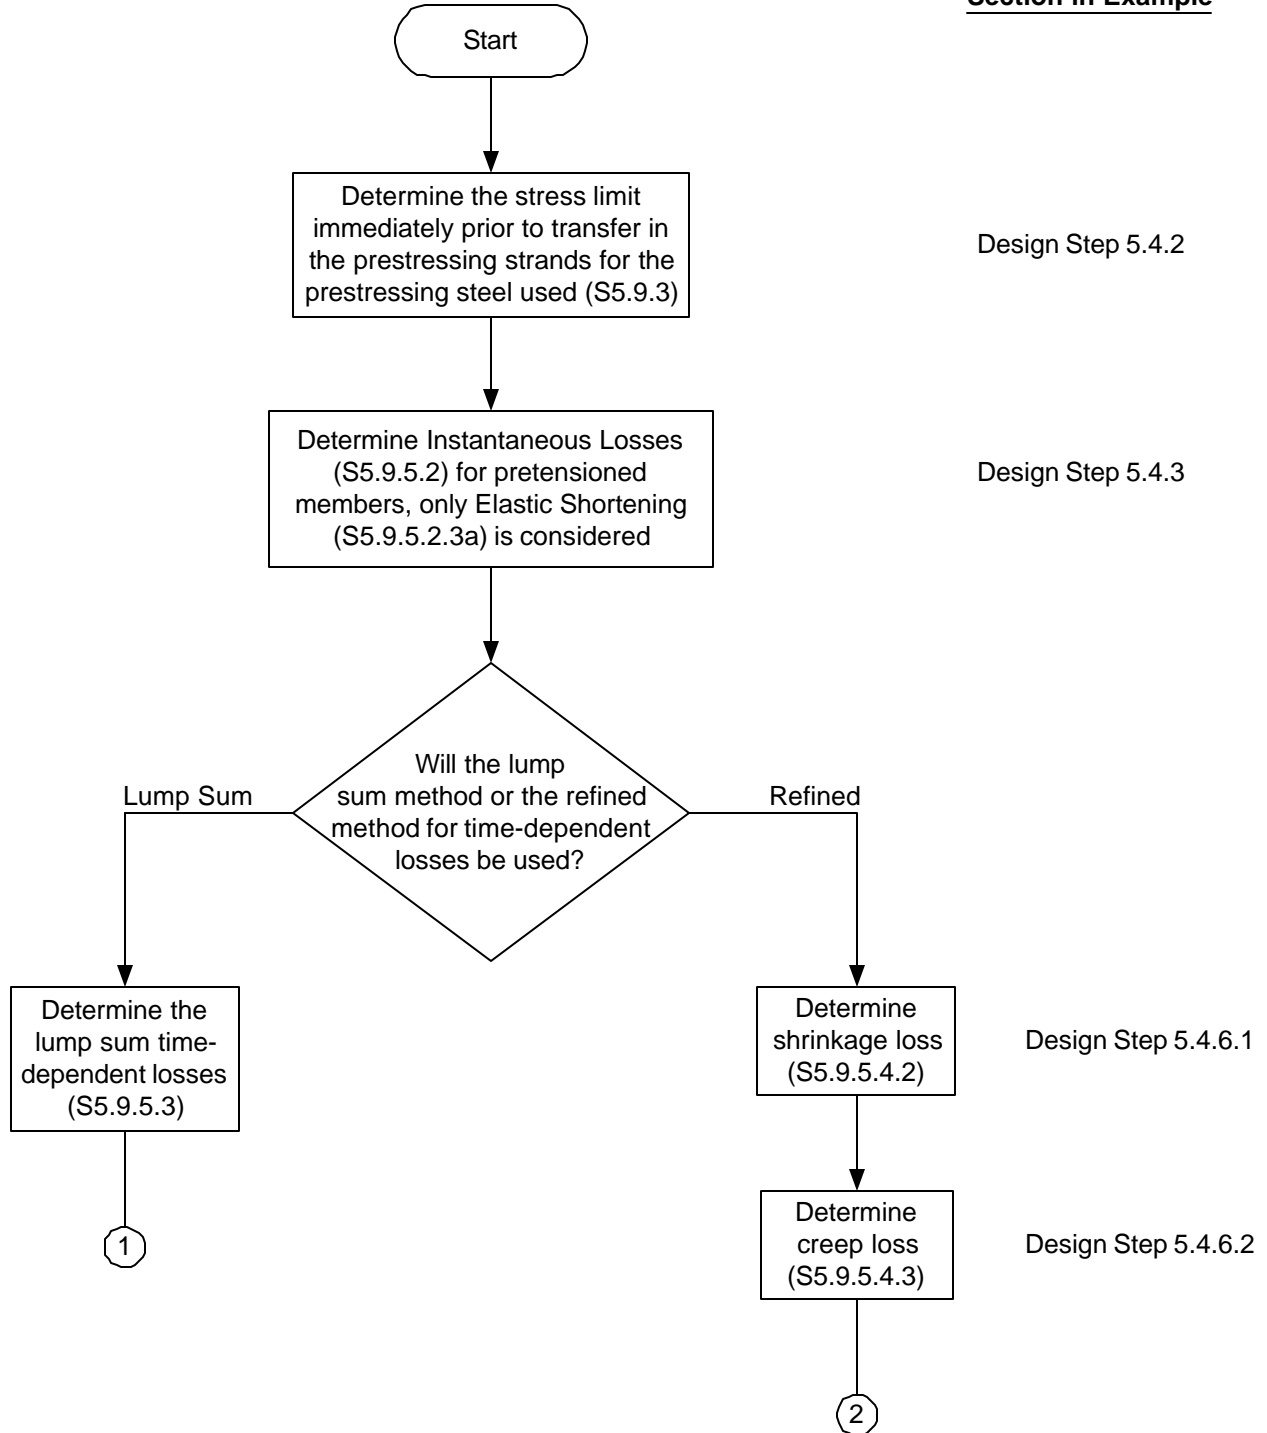 Section in Example
Start
Determine the stress limit
immediately prior to transfer in
the prestressing strands for the
prestressing steel used (S5.9.3)
Design Step 5.4.2
Determine Instantaneous Losses
(S5.9.5.2) for pretensioned
members, only Elastic Shortening
(S5.9.5.2.3a) is considered
Design Step 5.4.3
Will the lump
sum method or the refined
method for time-dependent
losses be used?
Lump Sum
Refined
Determine the
lump sum time-
dependent losses
(S5.9.5.3)
Determine
shrinkage loss
(S5.9.5.4.2)
Design Step 5.4.6.1
1
Determine
creep loss
(S5.9.5.4.3)
Design Step 5.4.6.2
2